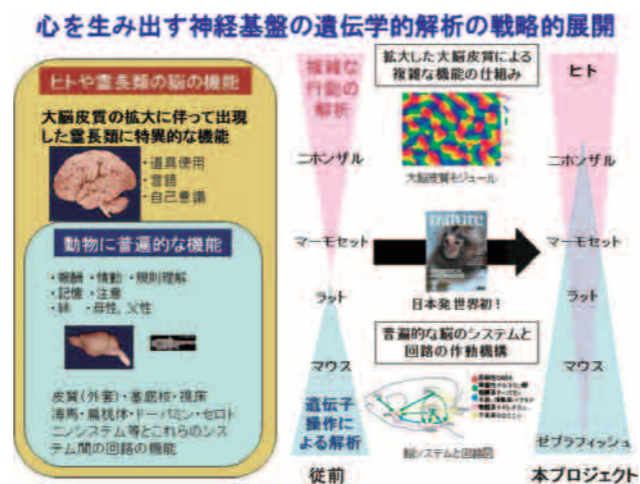 心を生み出す神経基盤の遺伝学的解析の戦略的展開
ヒトや霊長類の脳の機能
大脳皮質の拡大に伴って出現
した霊長類に特異的な機能
・道具使用
・言語
・自己意識
動物に普遍的な機能
・報酬・情動・規則理解
・記憶・注意
・絆・母性、父性
皮質(外套)・基底核・視床
海馬・扁桃体・ドーパミン・セロト
ニンシステム等とこれらのシス
テム間の回路の機能
複雑な
行動の
解析
ニホンザル
マーモセット
ラット
マウス
遺伝子
操作に
よる解析
従前
拡大した大脳皮質による
複雑な機能の仕組み
大脳皮質モジュール
nature
日本発世界初!
普遍的な脳のシステムと
回路の作動機構
脳システムと回路図
ヒト
ニホンザル
マーモセット
ラット
マウス
ゼブラフィッシュ
本プロジェクト